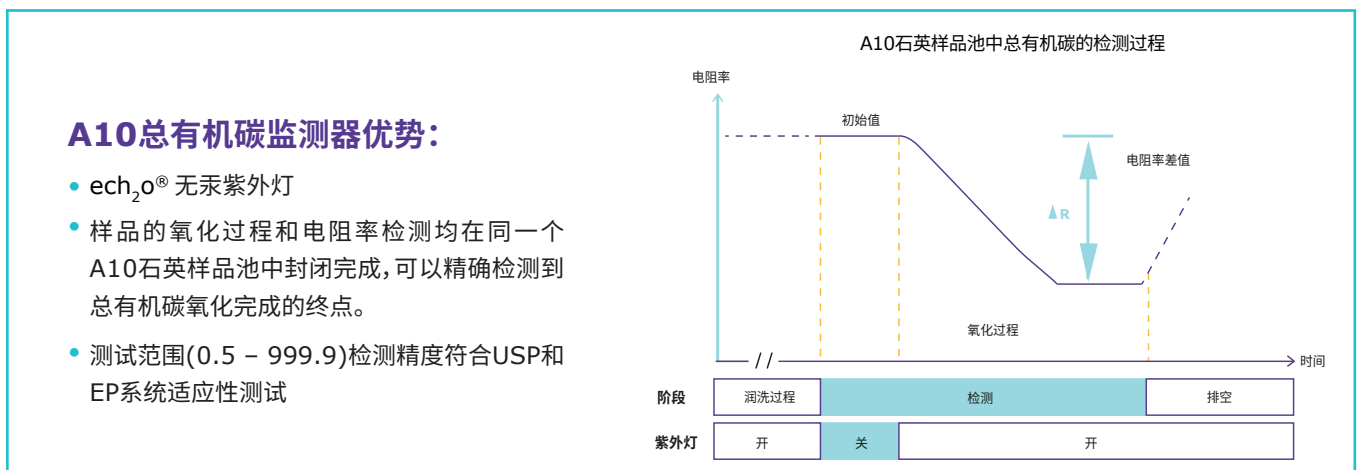 A10石英样品池中总有机碳的检测过程
电阻率
A10总有机碳监测器优势：
初始值
• ech₂o® 无汞紫外灯
电阻率差值
• 样品的氧化过程和电阻率检测均在同一个
A10石英样品池中封闭完成，可以精确检测到
总有机碳氧化完成的终点。
▲R
氧化过程
• 测试范围(0.5 – 999.9)检测精度符合USP和
EP系统适应性测试
时间
阶段 润洗过程 检测 排空
紫外灯 开 关 开